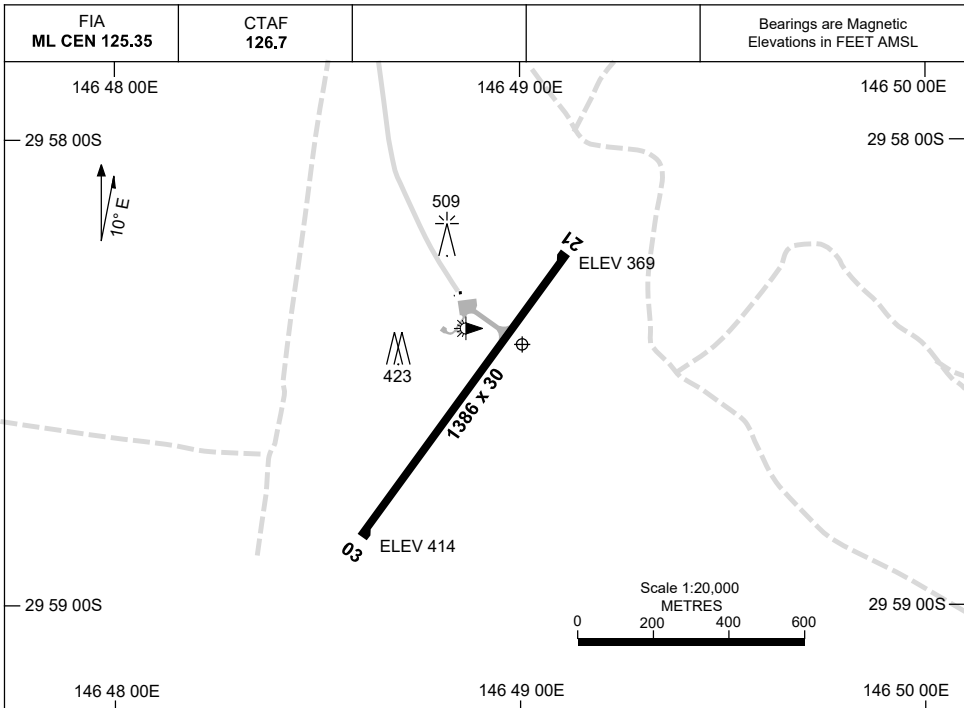 FIA
ML CEN 125.35
CTAF
126.7
Bearings are Magnetic
Elevations in FEET AMSL
146 48 00E
146 49 00E
146 50 00E
29 58 00S
29 58 00S
10° E
509
21
ELEV 369
423
1386 x 30
03
ELEV 414
Scale 1:20,000
METRES
0 200 400 600
29 59 00S
29 59 00S
146 48 00E
146 49 00E
146 50 00E